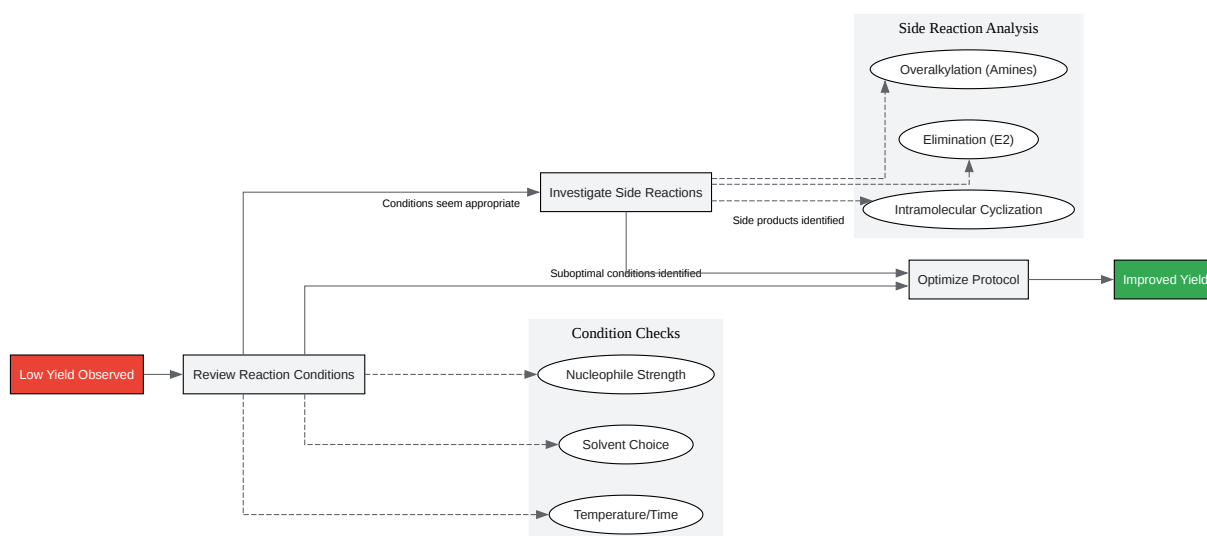 Side Reaction Analysis
Overalkylation (Amines)
Elimination (E2)
Investigate Side Reactions
Conditions seem appropriate
Intramolecular Cyclization
Side products identified
Suboptimal conditions identified
Optimize Protocol
Improved Yield
Condition Checks
Low Yield Observed
Review Reaction Conditions
Nucleophile Strength
Solvent Choice
Temperature/Time